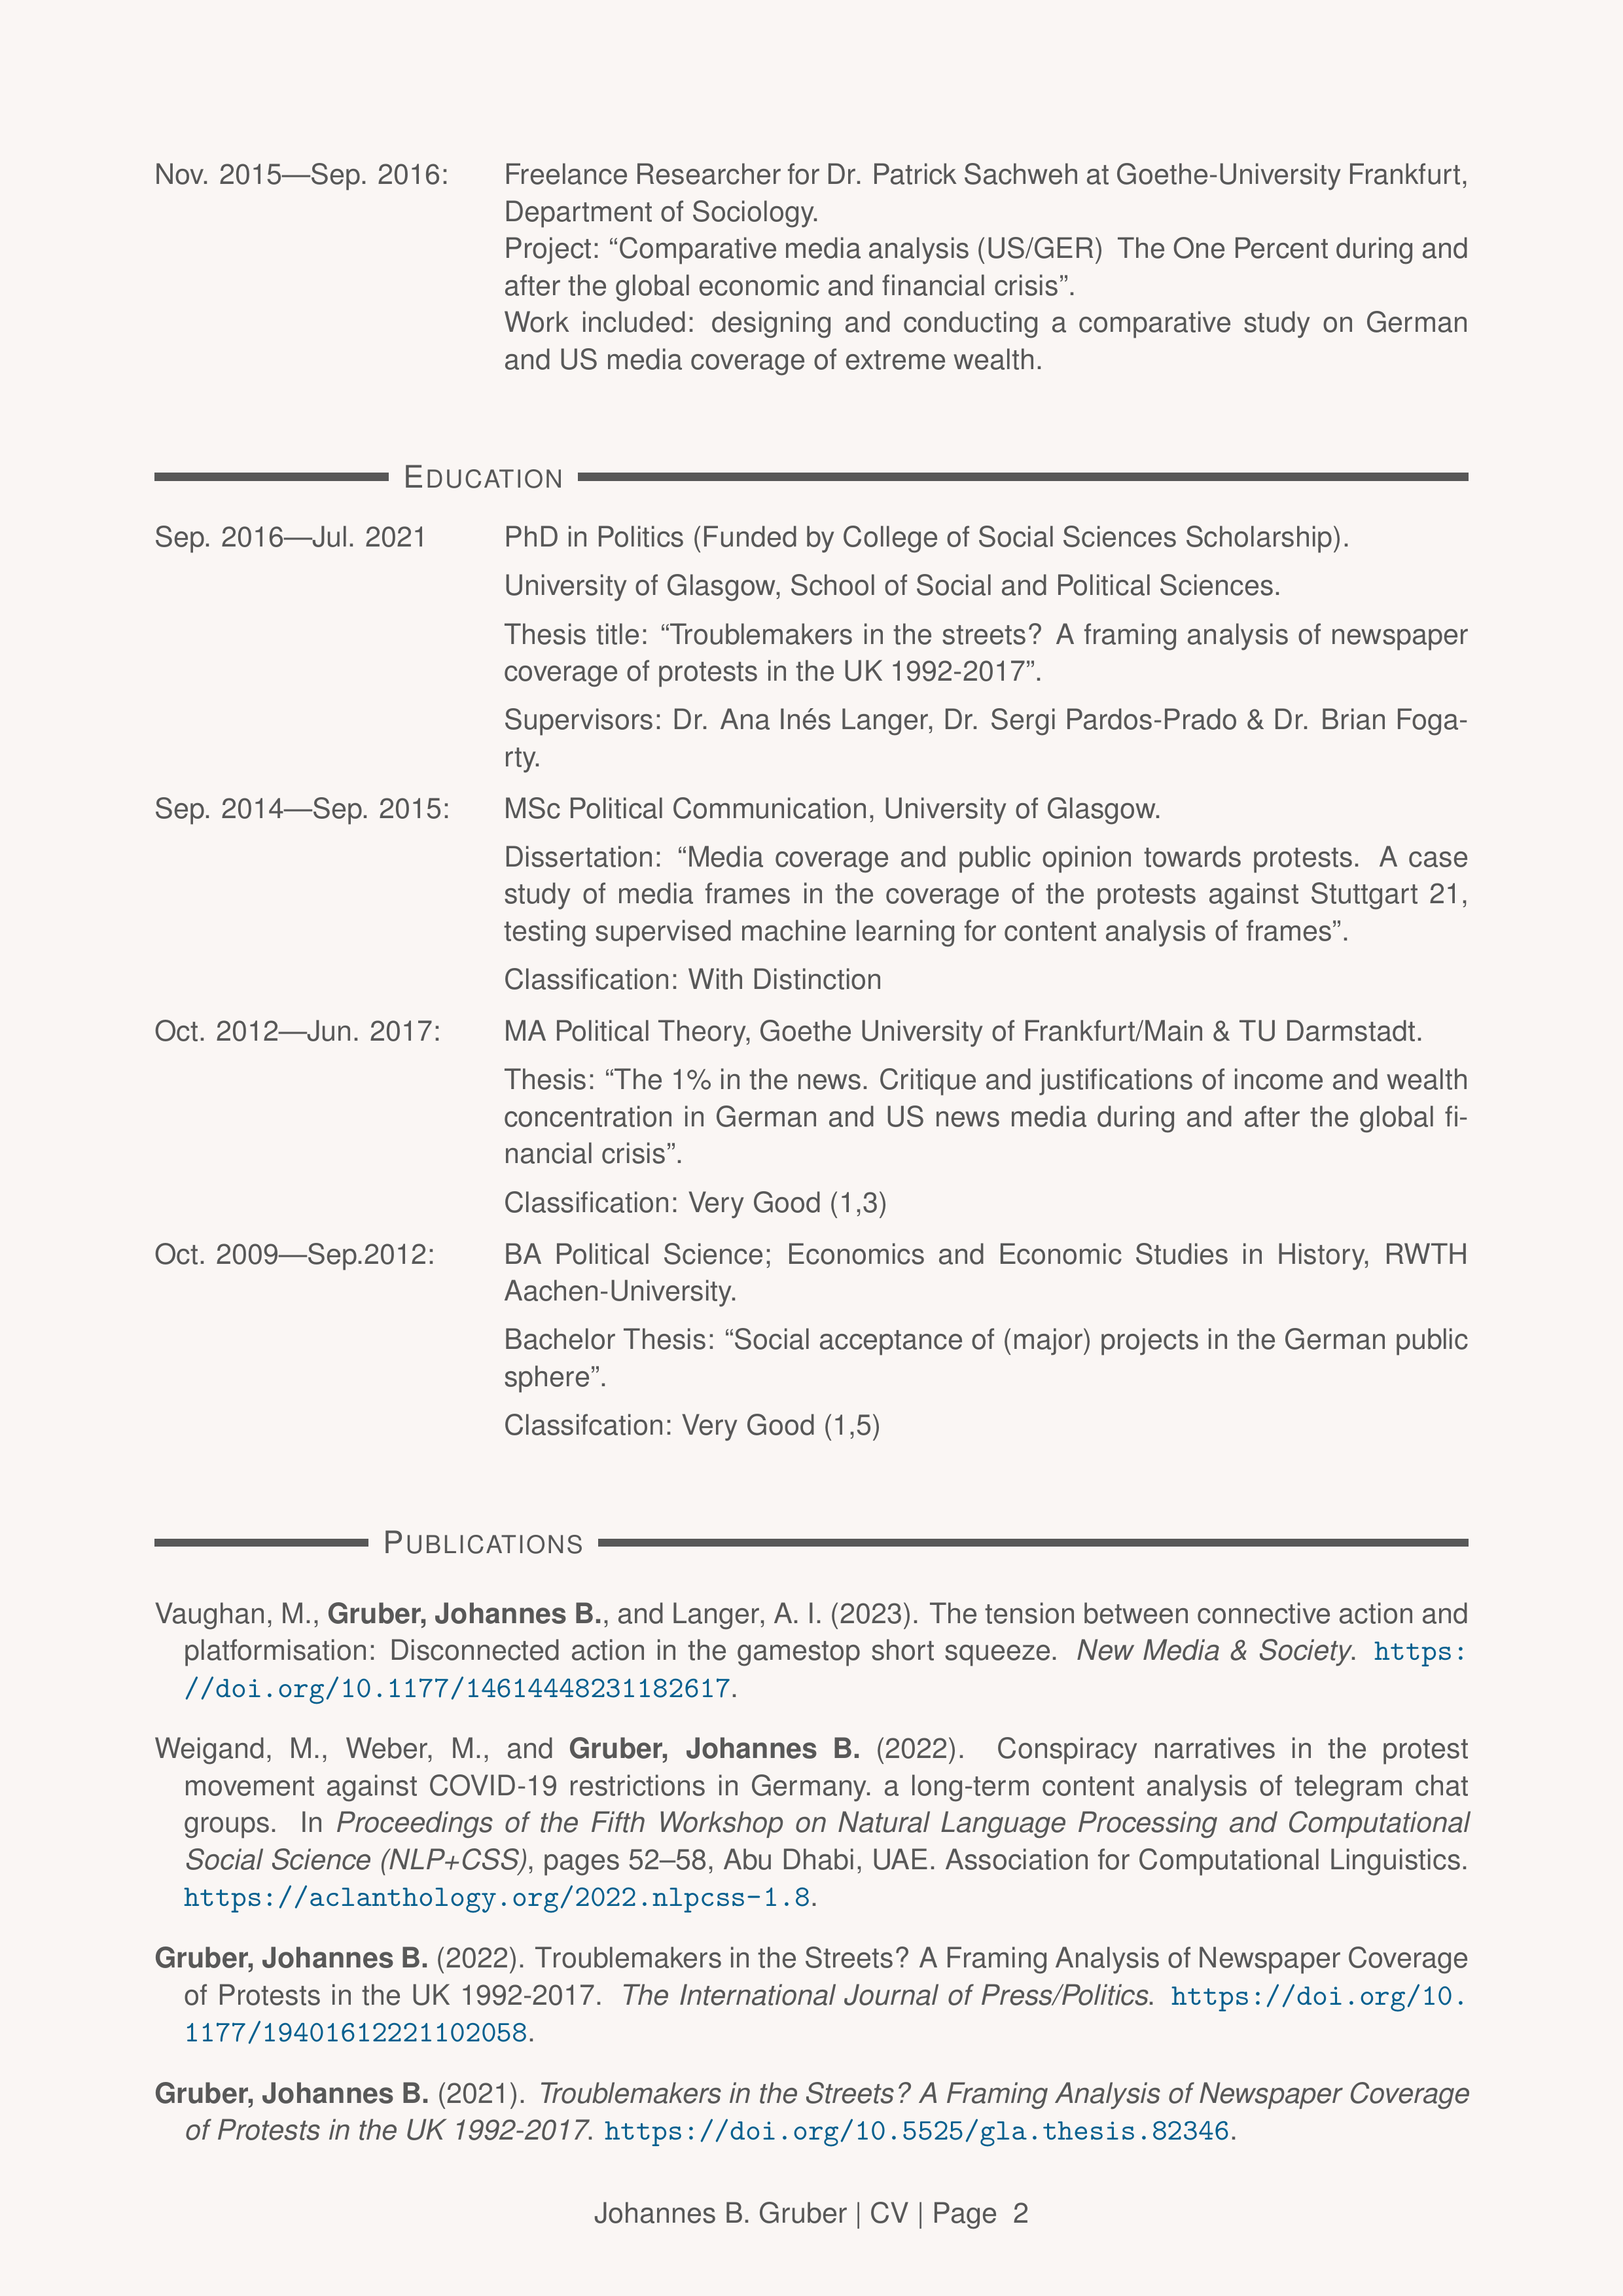 Nov. 2015—Sep. 2016: Freelance Researcher for Dr. Patrick Sachweh at Goethe-University Frankfurt,
Department of Sociology.
Project: “Comparative media analysis (US/GER) The One Percent during and
after the global economic and financial crisis”.
Work included: designing and conducting a comparative study on German
and US media coverage of extreme wealth.
EDUCATION
Sep. 2016—Jul. 2021 PhD in Politics (Funded by College of Social Sciences Scholarship).
University of Glasgow, School of Social and Political Sciences.
Thesis title: “Troublemakers in the streets? A framing analysis of newspaper
coverage of protests in the UK 1992-2017”.
Supervisors: Dr. Ana Inés Langer, Dr. Sergi Pardos-Prado & Dr. Brian Foga-
rty.
Sep. 2014—Sep. 2015: MSc Political Communication, University of Glasgow.
Dissertation: “Media coverage and public opinion towards protests. A case
study of media frames in the coverage of the protests against Stuttgart 21,
testing supervised machine learning for content analysis of frames”.
Classification: With Distinction
Oct. 2012—Jun. 2017: MA Political Theory, Goethe University of Frankfurt/Main & TU Darmstadt.
Thesis: “The 1% in the news. Critique and justifications of income and wealth
concentration in German and US news media during and after the global fi-
nancial crisis”.
Classification: Very Good (1,3)
Oct. 2009—Sep.2012: BA Political Science; Economics and Economic Studies in History, RWTH
Aachen-University.
Bachelor Thesis: “Social acceptance of (major) projects in the German public
sphere”.
Classifcation: Very Good (1,5)
PUBLICATIONS
Vaughan, M., Gruber, Johannes B., and Langer, A. I. (2023). The tension between connective action and
platformisation: Disconnected action in the gamestop short squeeze. New Media & Society. https:
//doi.org/10.1177/14614448231182617.
Weigand, M., Weber, M., and Gruber, Johannes B. (2022). Conspiracy narratives in the protest
movement against COVID-19 restrictions in Germany. a long-term content analysis of telegram chat
groups. In Proceedings of the Fifth Workshop on Natural Language Processing and Computational
Social Science (NLP+CSS), pages 52–58, Abu Dhabi, UAE. Association for Computational Linguistics.
https://aclanthology.org/2022.nlpcss-1.8.
Gruber, Johannes B. (2022). Troublemakers in the Streets? A Framing Analysis of Newspaper Coverage
of Protests in the UK 1992-2017. The International Journal of Press/Politics. https://doi.org/10.
1177/19401612221102058.
Gruber, Johannes B. (2021). Troublemakers in the Streets? A Framing Analysis of Newspaper Coverage
of Protests in the UK 1992-2017. https://doi.org/10.5525/gla.thesis.82346.
Johannes B. Gruber | CV | Page 2